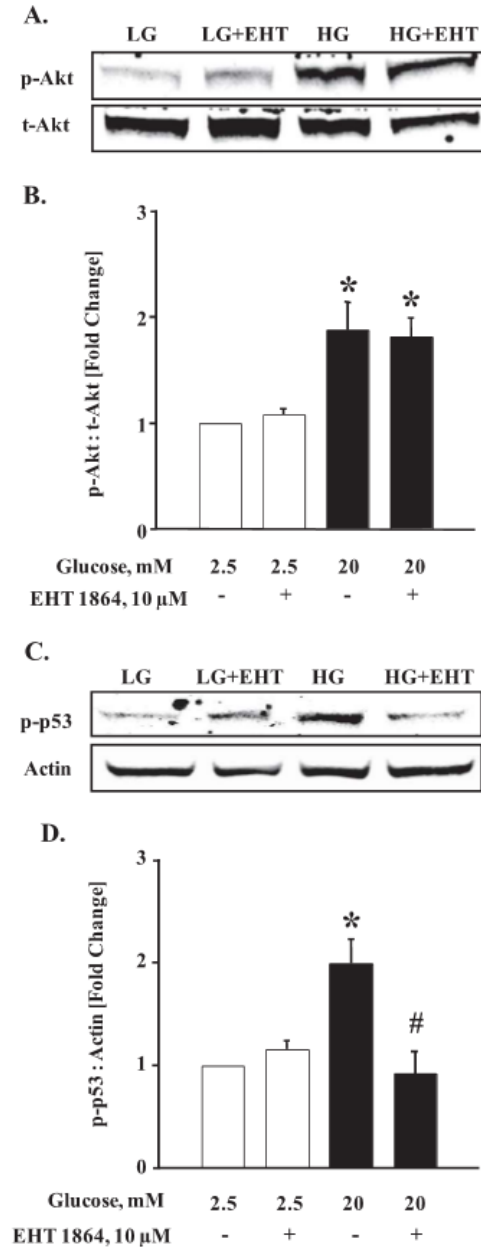 A.
LG LG+EHT HG HG+EHT
p-Akt
t-Akt
B.
p-Akt : t-Akt [Fold Change]
3
2
1
0
* *
Glucose, mM 2.5 2.5 20 20
EHT 1864, 10 µM - + - +
C.
LG LG+EHT HG HG+EHT
p-p53
Actin
D.
p-p53 : Actin [Fold Change]
3
2
1
0
*
#
Glucose, mM 2.5 2.5 20 20
EHT 1864, 10 µM - + - +